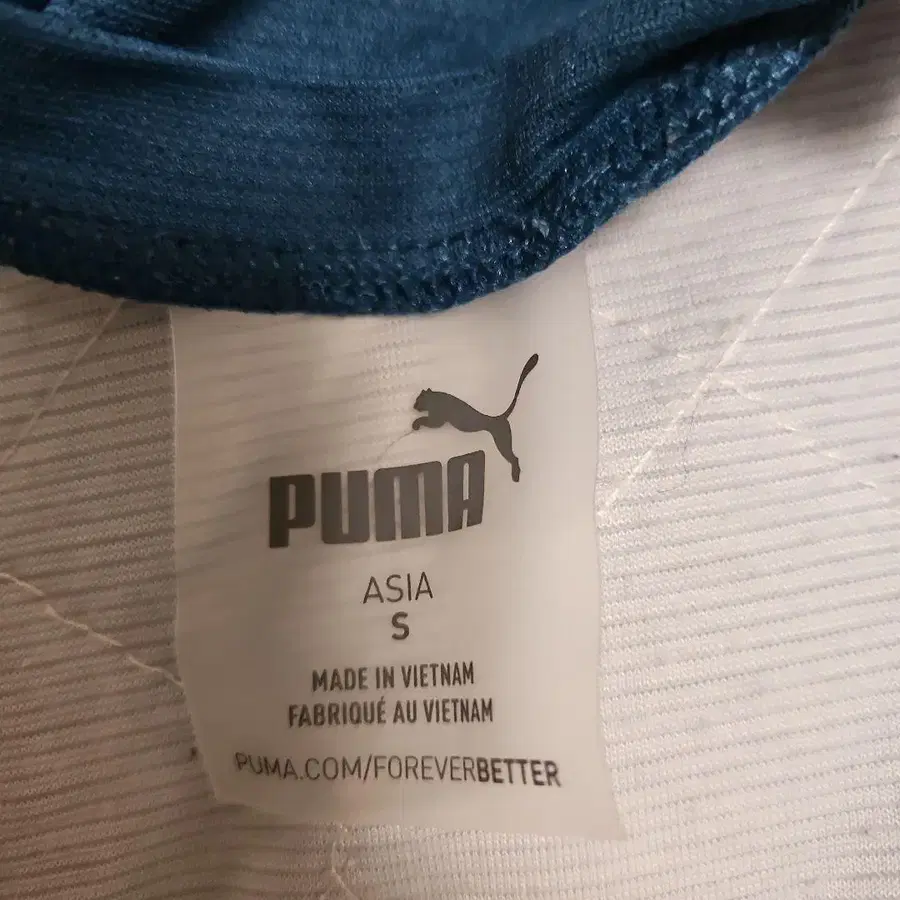 PUMA
ASIA
S
MADE IN VIETNAM
FABRIQUÉ AU VIETNAM
PUMA.COM/FOREVERBETTER